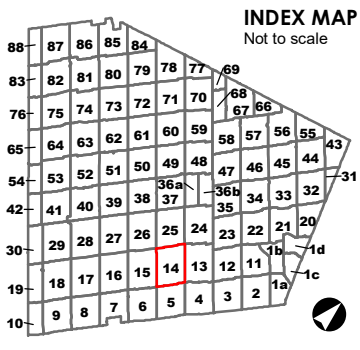 INDEX MAP
Not to scale
88 87 86 85 84
83 82 81 80 79 78 77 69
76 75 74 73 72 71 70 68 67 66
65 64 63 62 61 60 59 58 57 56 55 43
54 53 52 51 50 49 48 47 46 45 44 31
42 41 40 39 38 37 36a 36b 35 34 33 32
30 29 28 27 26 25 24 23 22 21 20
19 18 17 16 15 14 13 12 11 1b 1d
10 9 8 7 6 5 4 3 2 1a 1c